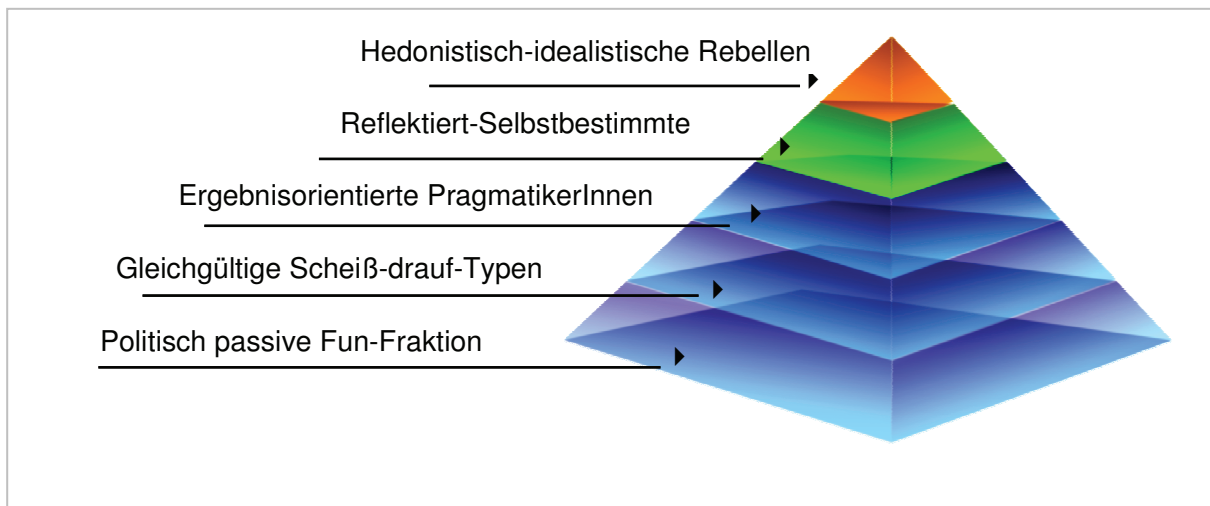 Hedonistisch-idealistische Rebellen
Reflektiert-Selbstbestimmte
Ergebnisorientierte PragmatikerInnen
Gleichgültige Scheiß-drauf-Typen
Politisch passive Fun-Fraktion